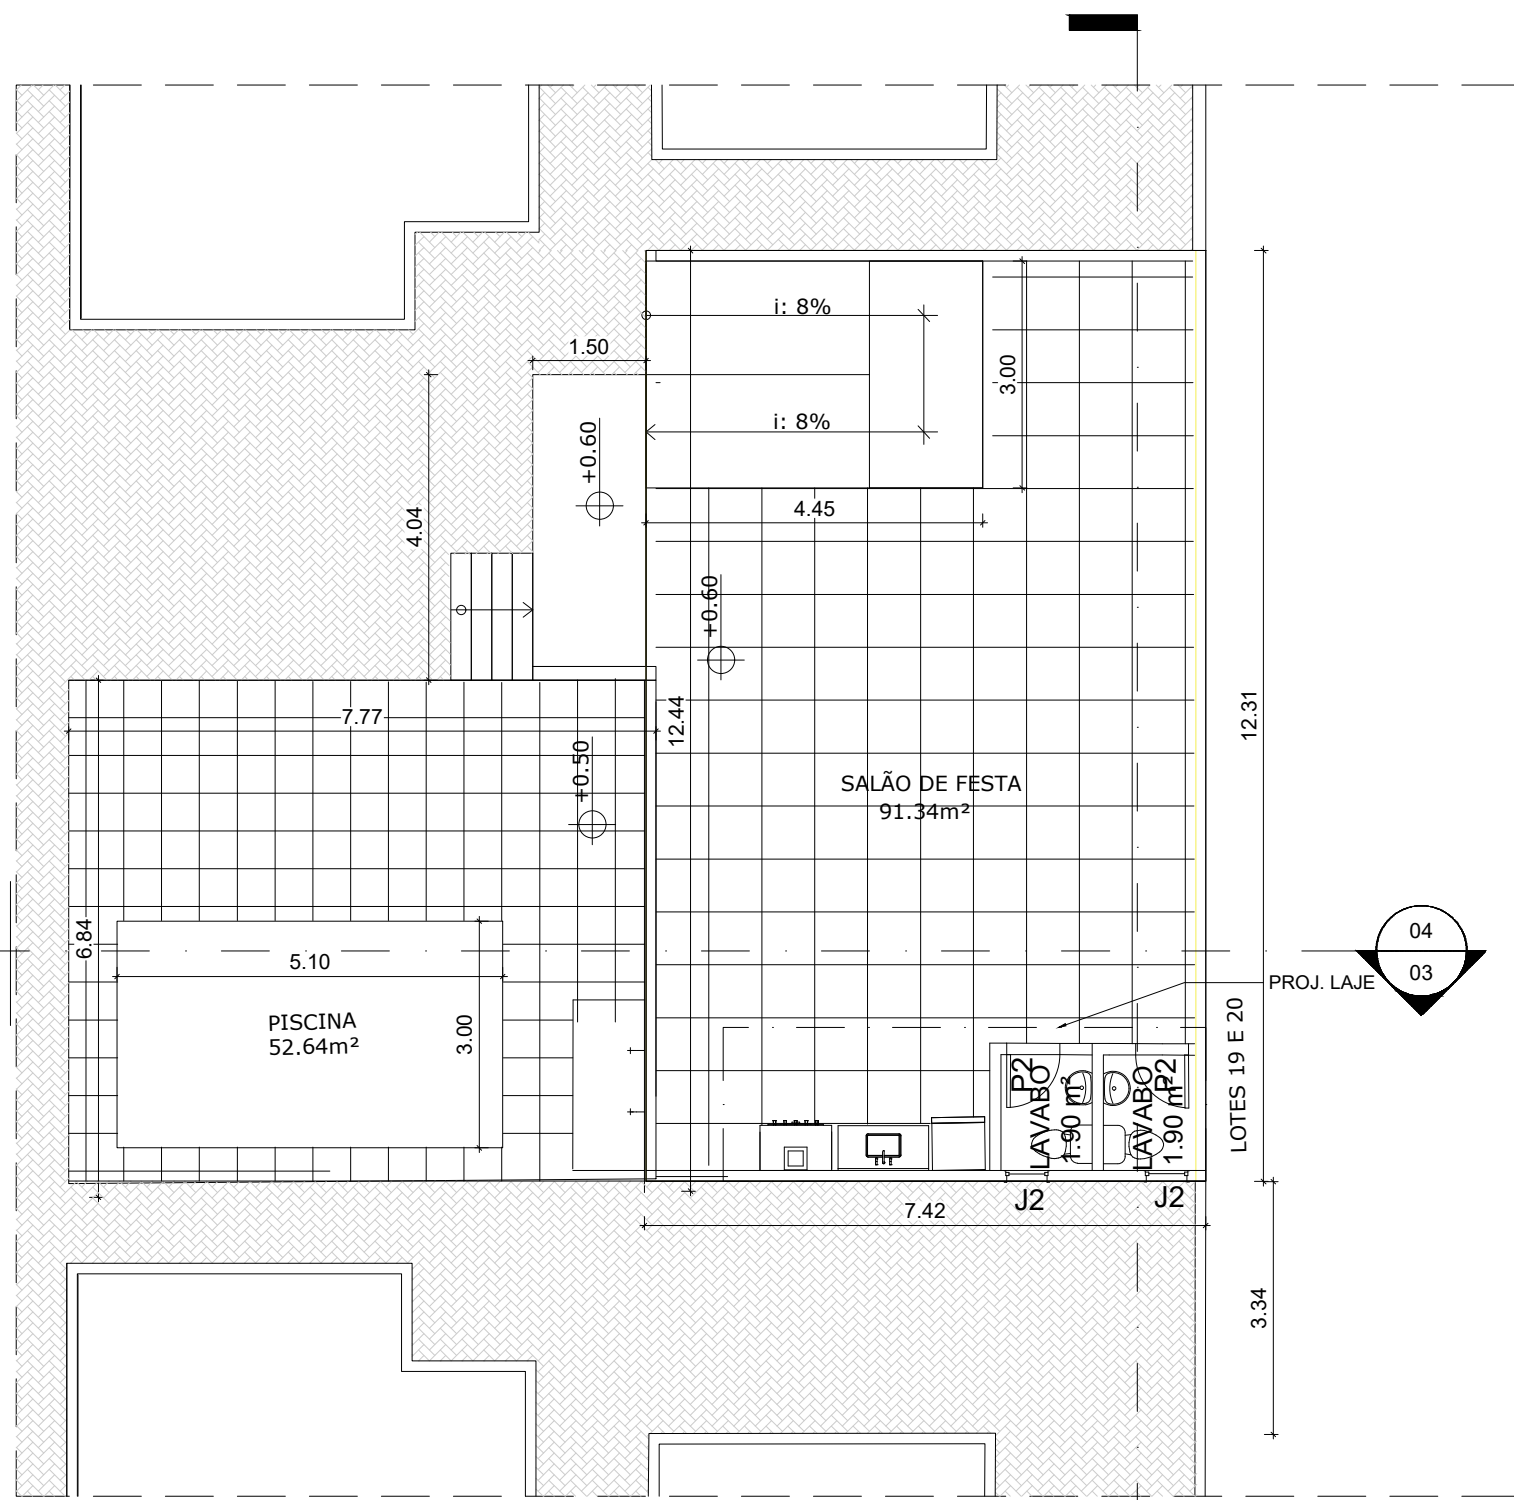 i: 8%
1.50
3.00
i: 8%
+0.60
4.45
4.04
+0.60
12.44
12.31
7.77
+0.50
SALÃO DE FESTA
91.34m²
6.84
04
03
5.10
PROJ. LAJE
PISCINA
52.64m²
3.00
LOTES 19 E 20
P2
LAVABO
1.90 m²
P2
LAVABO
1.90 m²
J2
J2
7.42
3.34